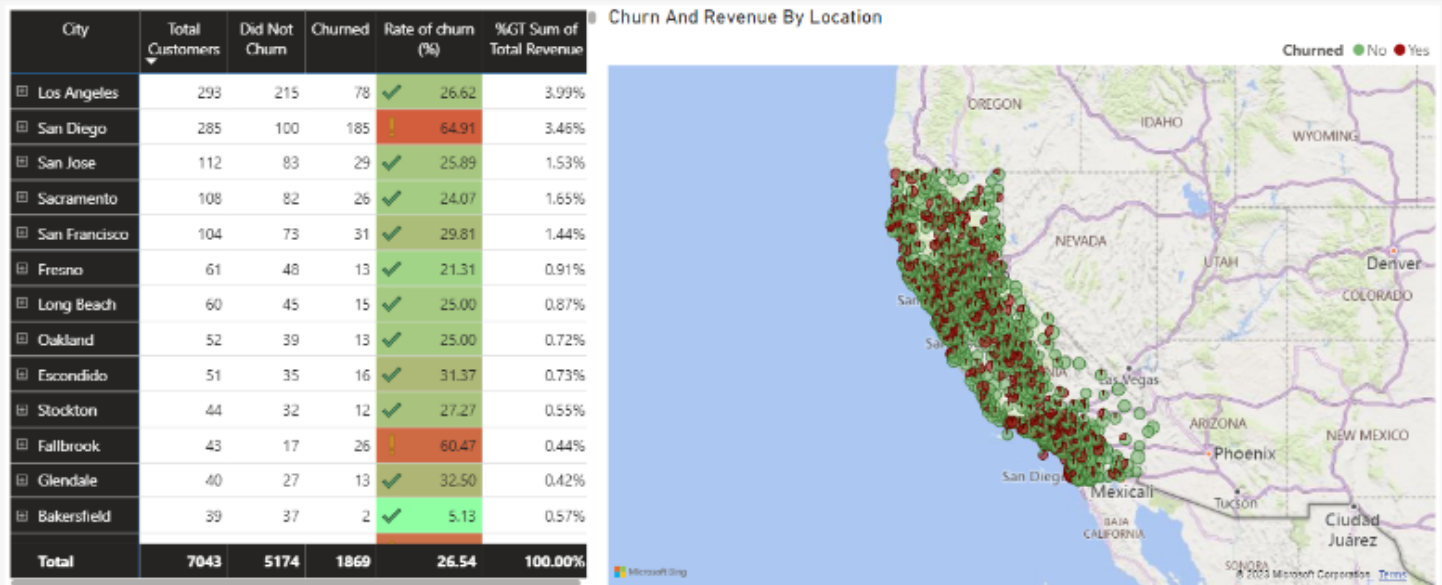 City Total Customers Did Not Churn Churned Rate of churn (%) %GT Sum of Total Revenue
Los Angeles 293 215 78 26.62 3.99%
San Diego 285 100 185 64.91 3.46%
San Jose 112 83 29 25.89 1.53%
Sacramento 108 82 26 24.07 1.65%
San Francisco 104 73 31 29.81 1.44%
Fresno 61 48 13 21.31 0.91%
Long Beach 60 45 15 25.00 0.87%
Oakland 52 39 13 25.00 0.72%
Escondido 51 35 16 31.37 0.73%
Stockton 44 32 12 27.27 0.55%
Fallbrook 43 17 26 60.47 0.44%
Glendale 40 27 13 32.50 0.42%
Bakersfield 39 37 2 5.13 0.57%
Total 7043 5174 1869 26.54 100.00%
Churn And Revenue By Location
Churned No Yes
OREGON
IDAHO
WYOMING
NEVADA
UTAH
Denver
COLORADO
San
Sa
NIA
Las Vegas
ARIZONA
NEW MEXICO
Phoenix
San Dieg
Mexicali
Tucson
BAJA
CALIFORNIA
Ciudad
Juárez
SONORA
Microsoft Bing
© 2023 Microsoft Corporation Terms